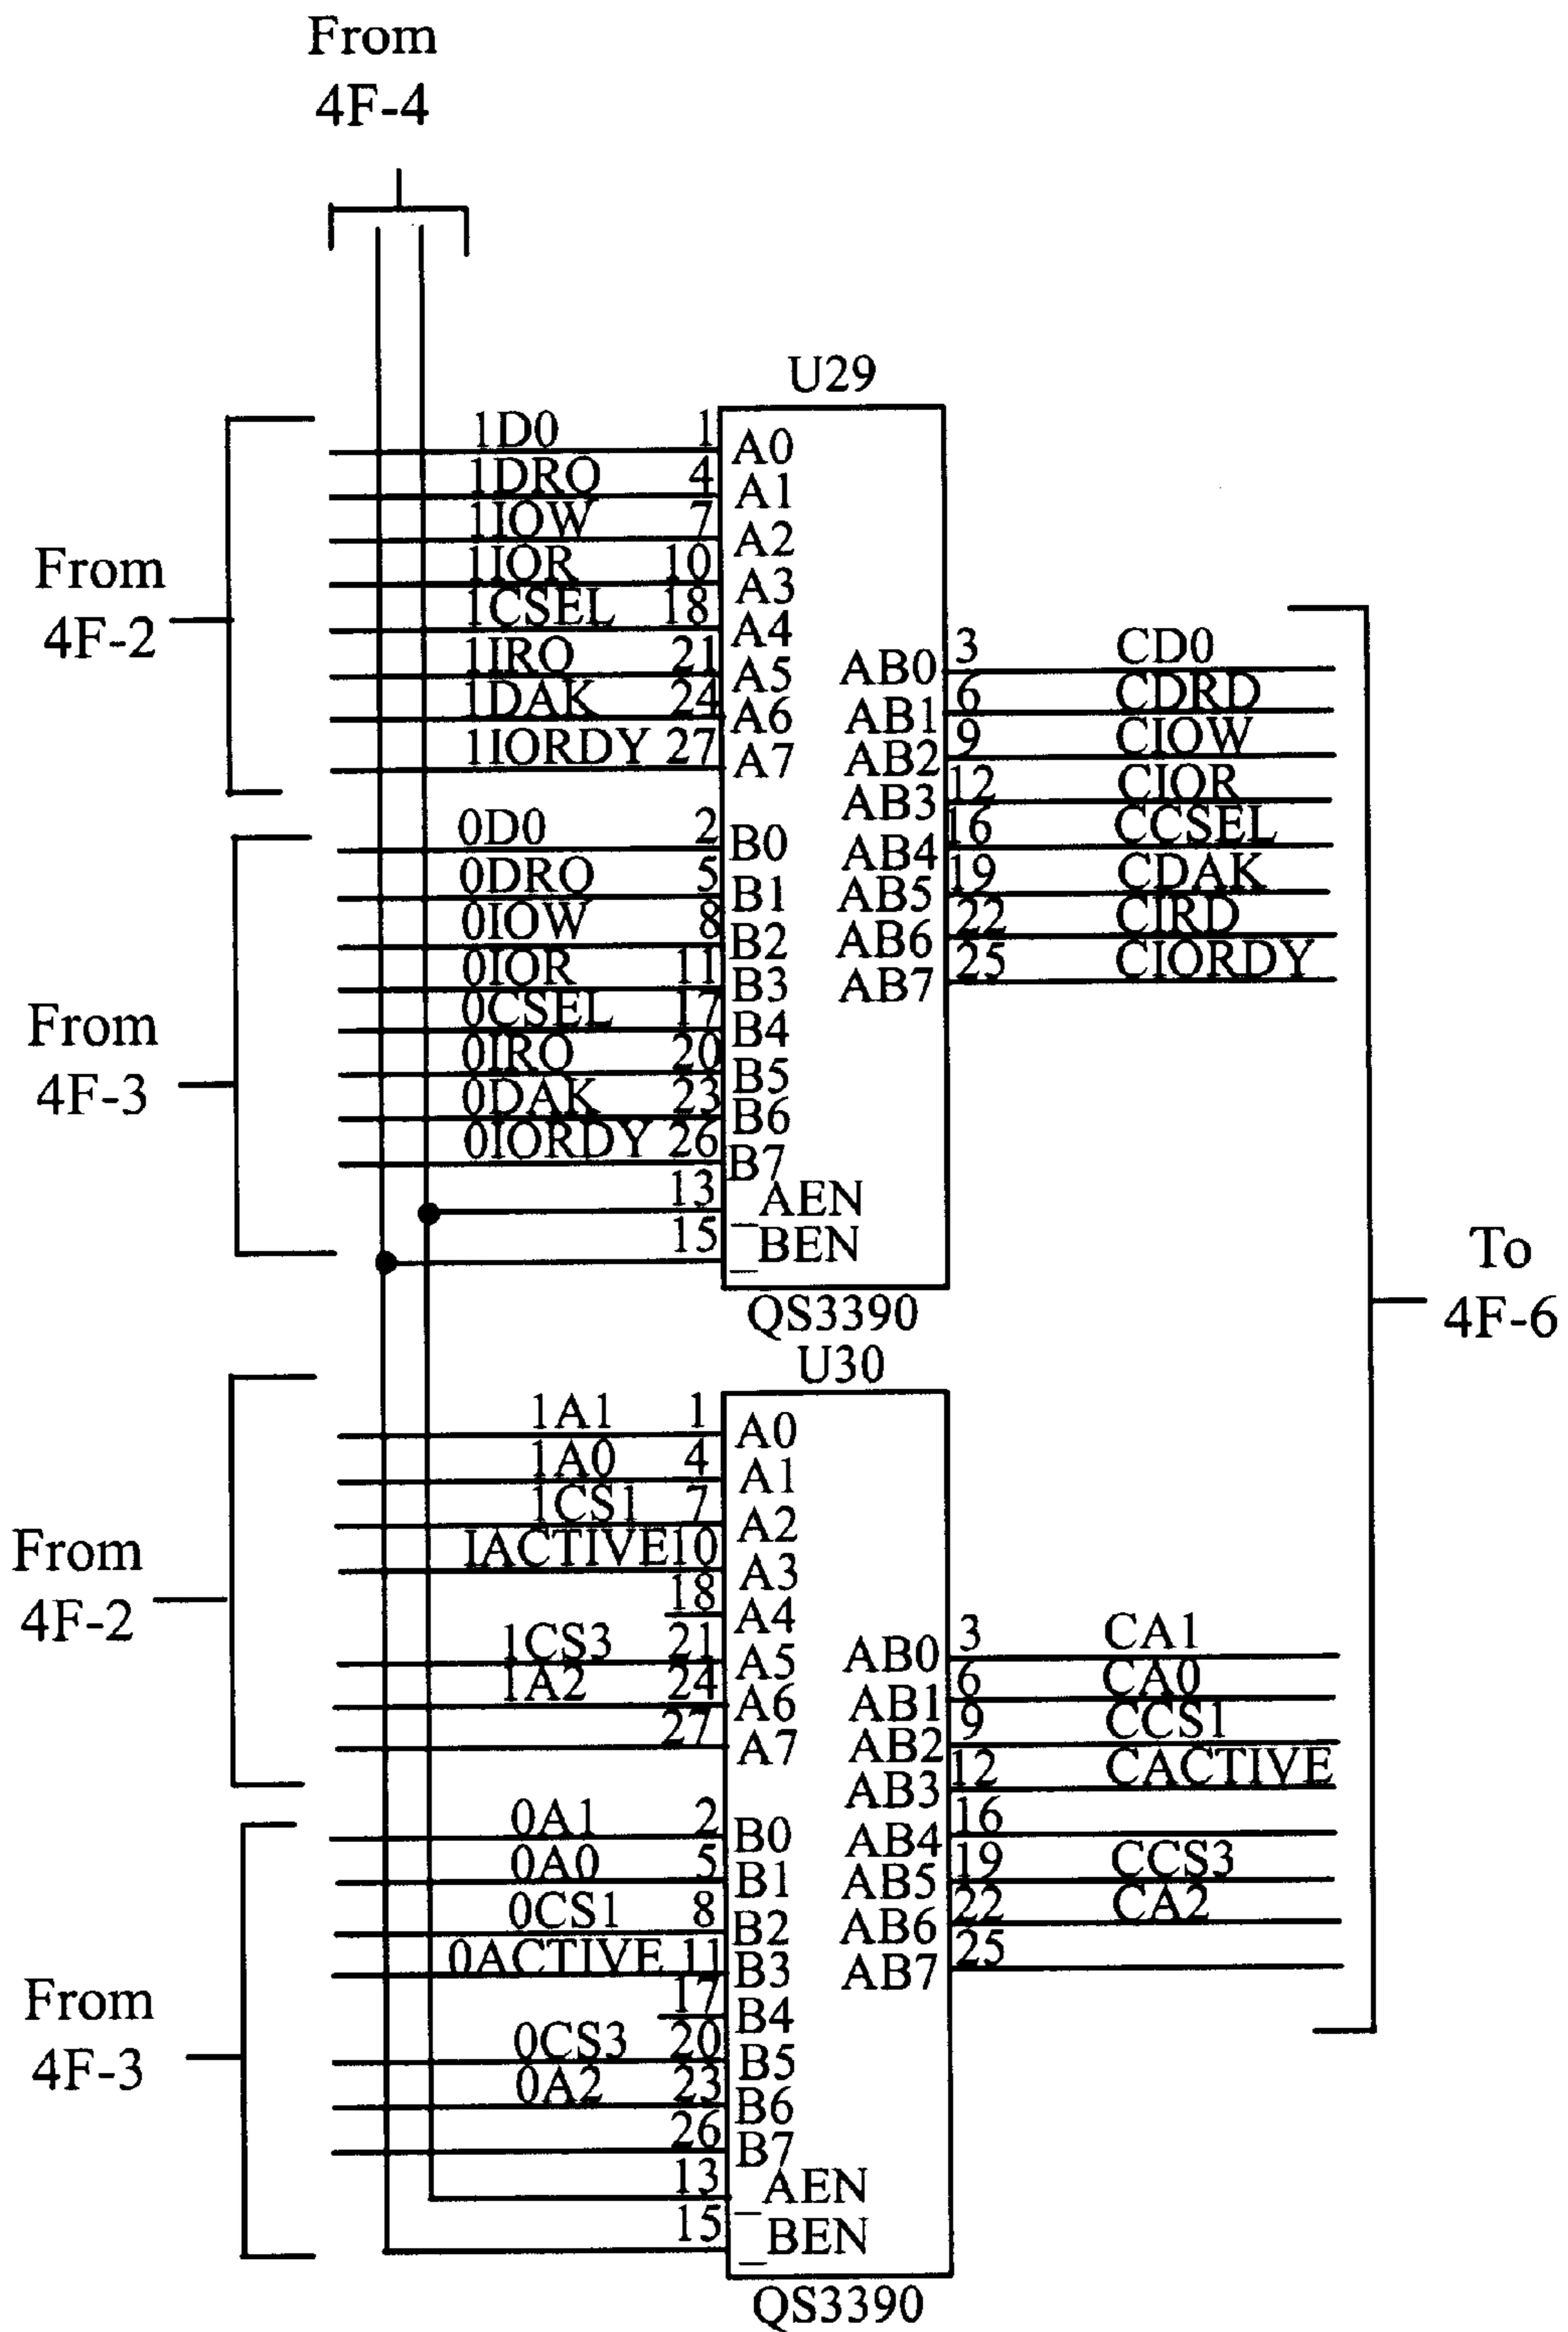 From
4F-4
U29
From
4F-2
1D0 1 A0
1DRQ 4 A1
1IOW 7 A2
1IOR 10 A3
1CSEL 18 A4
1IRQ 21 A5
1DAK 24 A6
1IORDY 27 A7
AB0 3 CD0
AB1 6 CDRD
AB2 9 CIOW
AB3 12 CIOR
AB4 16 CCSEL
AB5 19 CDAK
AB6 22 CIRD
AB7 25 CIORDY
From
4F-3
0D0 2 B0
0DRQ 5 B1
0IOW 8 B2
0IOR 11 B3
0CSEL 17 B4
0IRQ 20 B5
0DAK 23 B6
0IORDY 26 B7
13 _AEN
15 _BEN
QS3390
To
4F-6
U30
From
4F-2
1A1 1 A0
1A0 4 A1
1CS1 7 A2
IACTIVE 10 A3
18 A4
1CS3 21 A5
1A2 24 A6
27 A7
AB0 3 CA1
AB1 6 CA0
AB2 9 CCS1
AB3 12 CACTIVE
AB4 16
AB5 19 CCS3
AB6 22 CA2
AB7 25
From
4F-3
0A1 2 B0
0A0 5 B1
0CS1 8 B2
0ACTIVE 11 B3
17 B4
0CS3 20 B5
0A2 23 B6
26 B7
13 _AEN
15 _BEN
QS3390